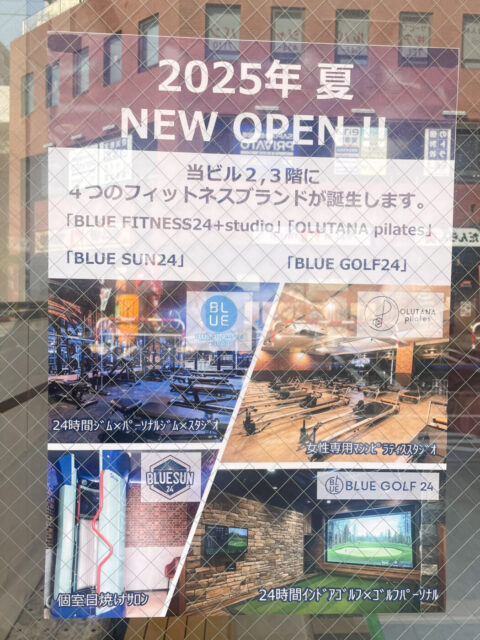 2025年 夏
NEW OPEN !!
当ビル2,3階に
4つのフィットネスブランドが誕生します。
「BLUE FITNESS24+studio」「OLUTANA pilates」
「BLUE SUN24」
「BLUE GOLF24」
BL
UE
OLUTANA
pilates
24時間ジム×パーソナルジム×スタジオ
女性専用マシンピラティススタジオ
BLUESUN
24
BL
UE
BLUE GOLF 24
個室日焼けサロン
24時間インドアゴルフ×ゴルフパーソナル